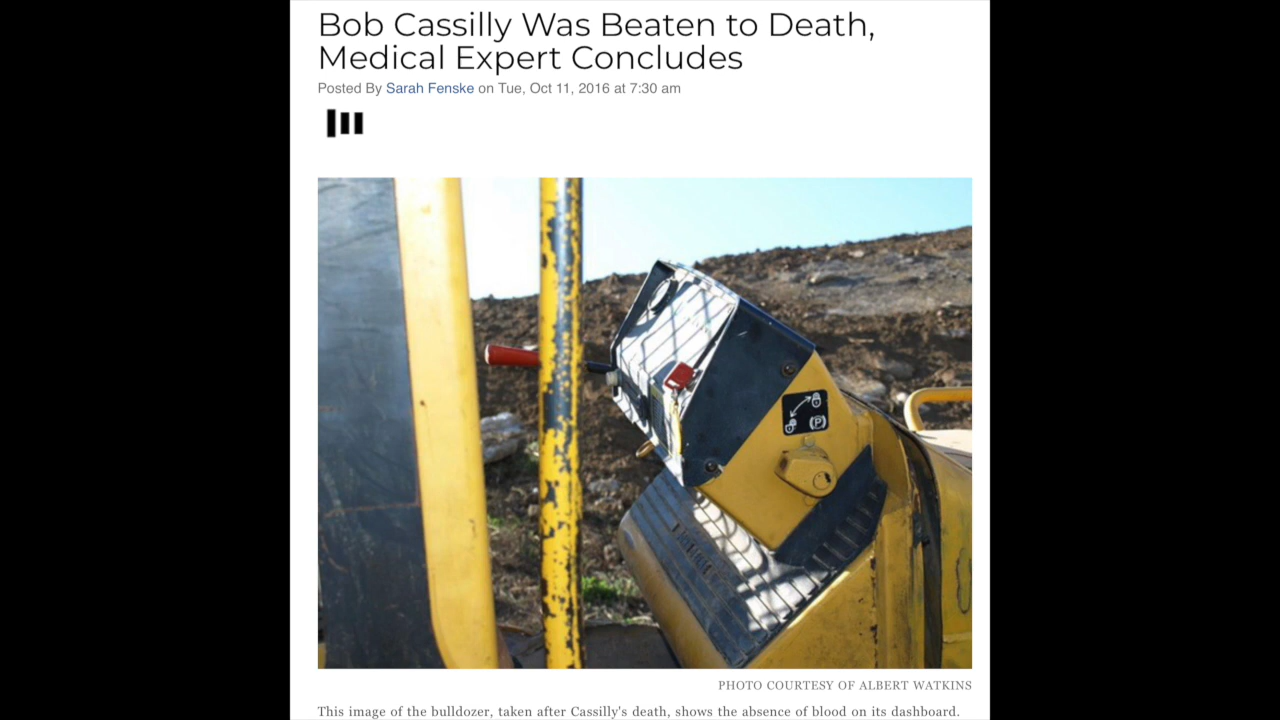 Bob Cassilly Was Beaten to Death,
Medical Expert Concludes
Posted By Sarah Fenske on Tue, Oct 11, 2016 at 7:30 am
PHOTO COURTESY OF ALBERT WATKINS
This image of the bulldozer, taken after Cassilly's death, shows the absence of blood on its dashboard.